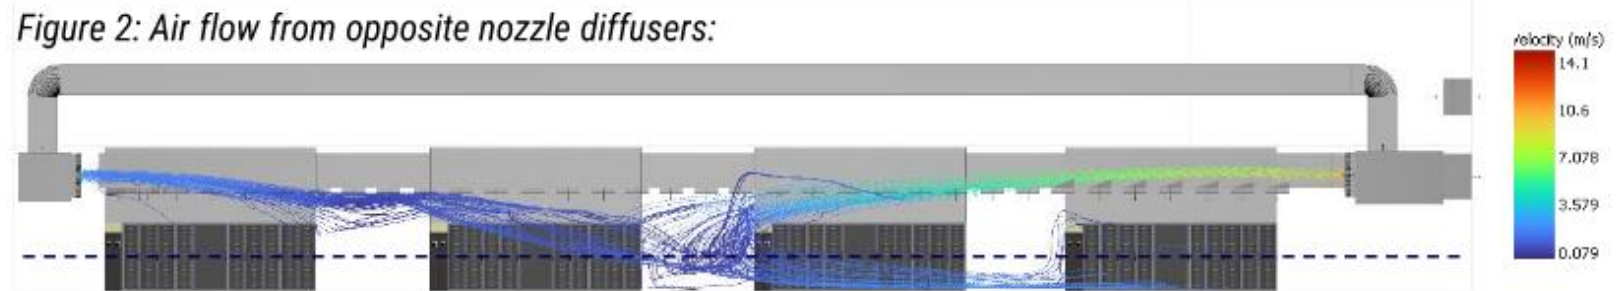 Figure 2: Air flow from opposite nozzle diffusers:
Velocity (m/s)
14.1
10.6
7.078
3.579
0.079